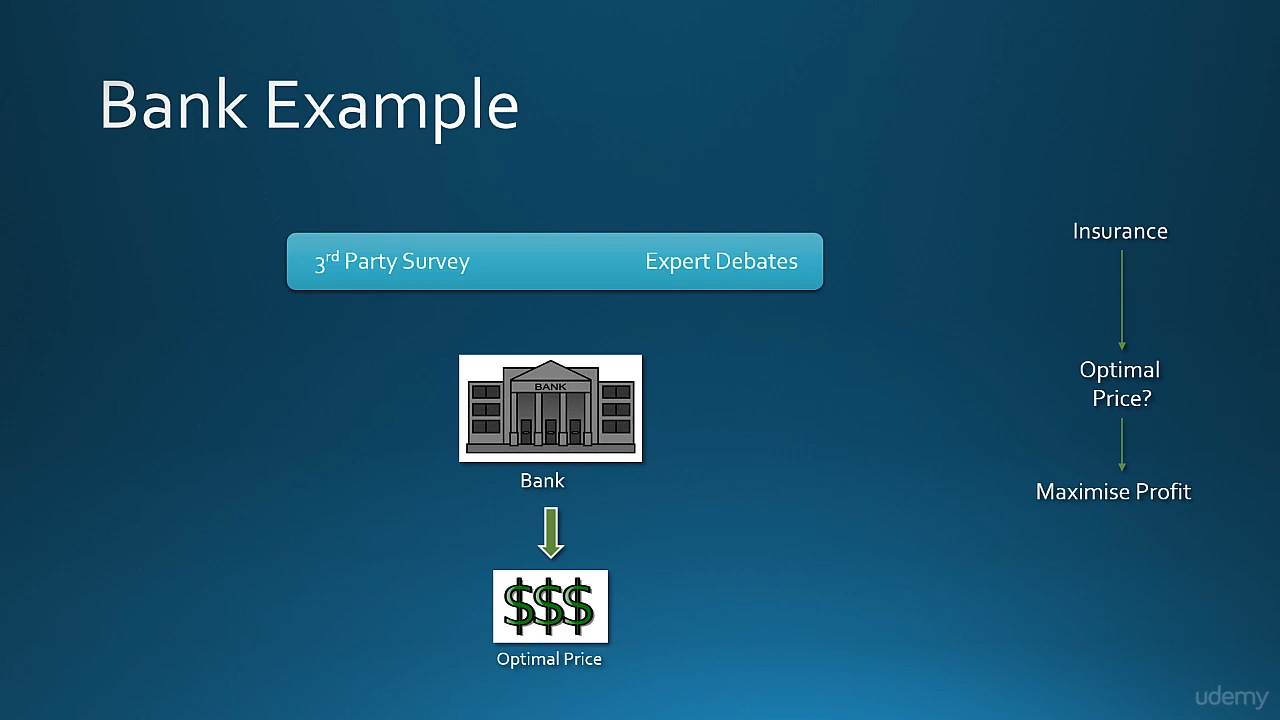 Bank Example
3rd Party Survey
Expert Debates
BANK
Bank
$$$
Optimal Price
Insurance
Optimal
Price?
Maximise Profit
udemy